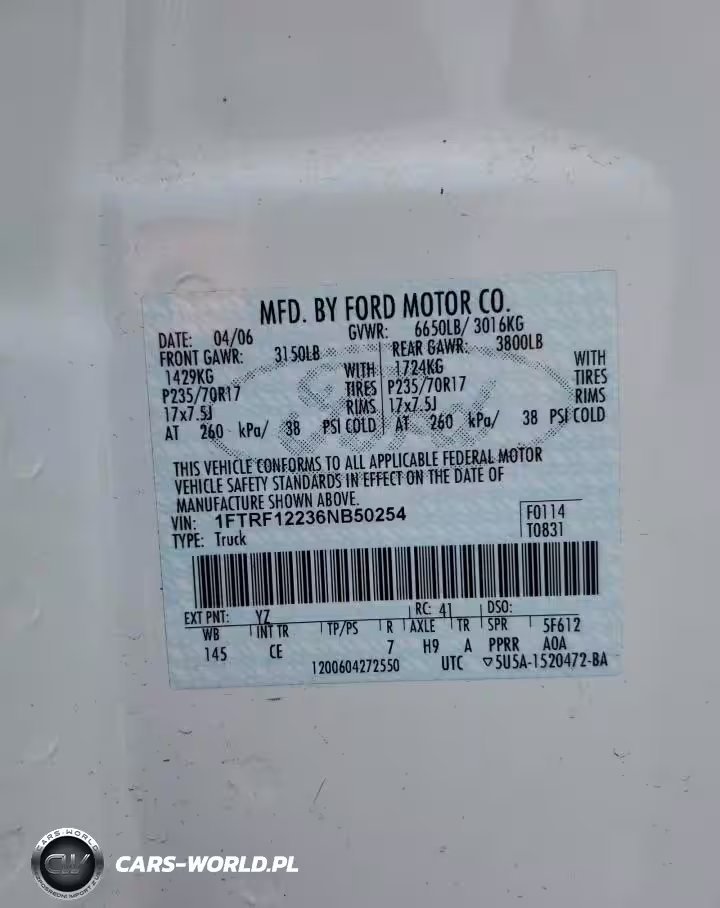 MFD. BY FORD MOTOR CO.
DATE: 04/06 GVWR: 6650LB/ 3016KG
FRONT GAWR: 3150LB REAR GAWR: 3800LB
1429KG WITH 1724KG WITH
P235/70R17 TIRES P235/70R17 TIRES
17x7.5J RIMS 17x7.5J RIMS
AT 260 kPa/ 38 PSI COLD AT 260 kPa/ 38 PSI COLD
Ford
THIS VEHICLE CONFORMS TO ALL APPLICABLE FEDERAL MOTOR
VEHICLE SAFETY STANDARDS IN EFFECT ON THE DATE OF
MANUFACTURE SHOWN ABOVE.
VIN: 1FTRF12236NB50254 F0114
TYPE: Truck T0831
EXT PNT: YZ RC: 41 DSO:
WB INT TR TP/PS R AXLE TR SPR 5F612
145 CE 7 H9 A PPRR AOA
1200604272550 UTC ▽5U5A-1520472-BA
CARS-WORLD
CW
CARS-WORLD.PL